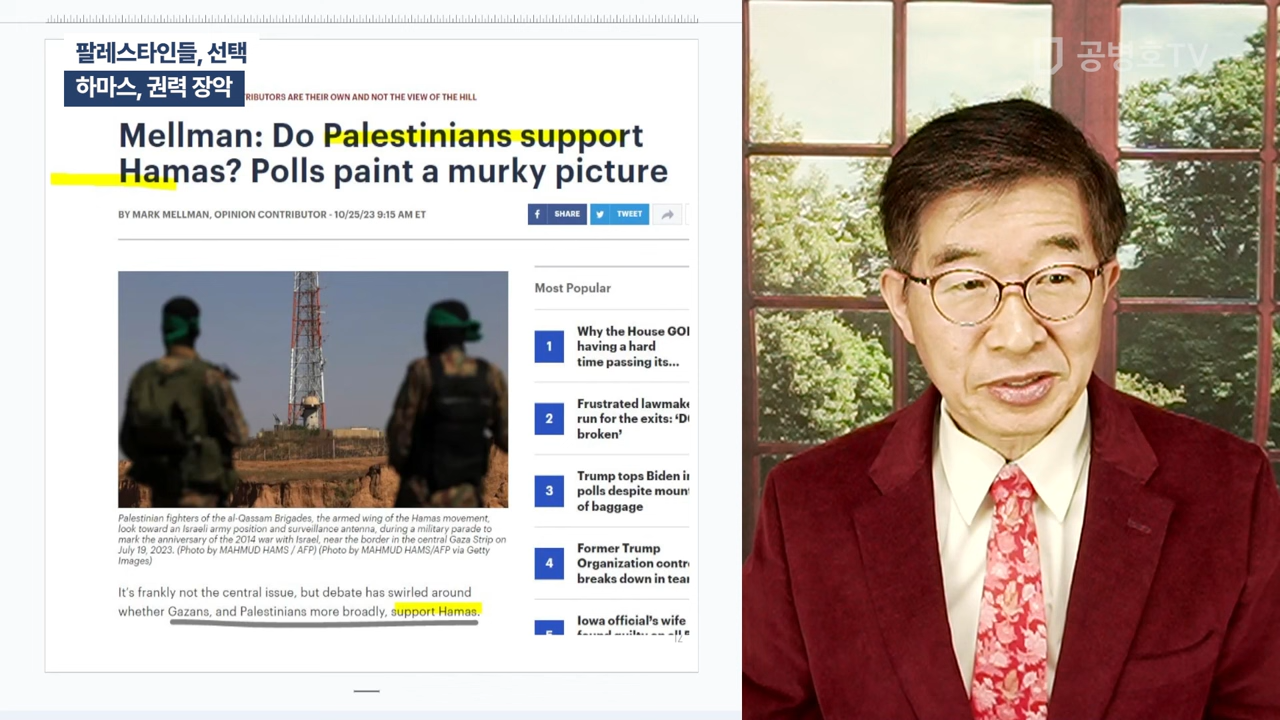 팔레스타인들, 선택
하마스, 권력 장악
공병호TV
RIBUTORS ARE THEIR OWN AND NOT THE VIEW OF THE HILL
Mellman: Do Palestinians support
Hamas? Polls paint a murky picture
BY MARK MELLMAN, OPINION CONTRIBUTOR - 10/25/23 9:15 AM ET
SHARE
TWEET
Palestinian fighters of the al-Qassam Brigades, the armed wing of the Hamas movement,
look toward an Israeli army position and surveillance antenna, during a military parade to
mark the anniversary of the 2014 war with Israel, near the border in the central Gaza Strip on
July 19, 2023. (Photo by MAHMUD HAMS / AFP) (Photo by MAHMUD HAMS/AFP via Getty
Images)
It's frankly not the central issue, but debate has swirled around
whether Gazans, and Palestinians more broadly, support Hamas.
Most Popular
1
Why the House GO
having a hard
time passing its...
2
Frustrated lawmake
run for the exits: 'D
broken'
3
Trump tops Biden in
polls despite moun
of baggage
4
Former Trump
Organization contr
breaks down in tea
5
Iowa official's wife
12